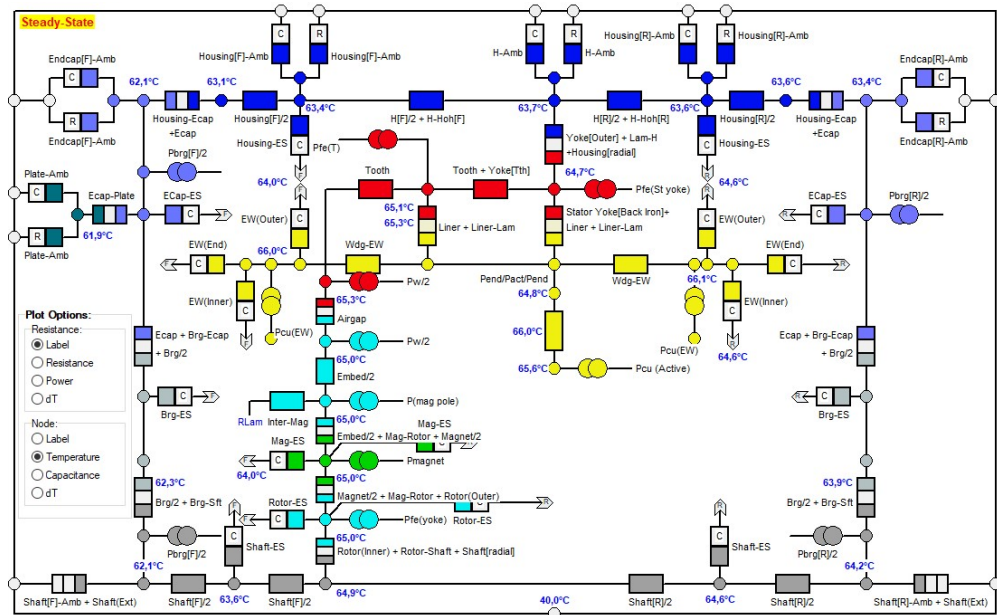 Steady-State
Endcap[F]-Amb
C
R
Endcap[F]-Amb
62,1°C
63,1°C
Housing-Ecap
+Ecap
Housing[F]/2
Housing[F]-Amb
C
R
Housing[F]-Amb
63,4°C
H[F]/2 + H-Hoh[F]
H-Amb
C
R
H-Amb
63,7°C
H[R]/2 + H-Hoh[R]
Housing[R]-Amb
C
R
Housing[R]-Amb
63,6°C
Housing[R]/2
63,6°C
Housing-Ecap
+Ecap
63,4°C
Endcap[R]-Amb
C
R
Endcap[R]-Amb
Housing-ES
C
F
64,0°C
Pfe(T)
Yoke[Outer] + Lam-H
+Housing[radial]
64,7°C
Housing-ES
C
R
64,6°C
Pbrg[F]/2
Plate-Amb
C
R
Plate-Amb
Ecap-Plate
61,9°C
ECap-ES
C
F
Tooth
Tooth + Yoke[Tth]
Pfe(St yoke)
65,1°C
65,3°C
Liner + Liner-Lam
Stator Yoke[Back Iron]+
Liner + Liner-Lam
ECap-ES
C
R
Pbrg[R]/2
F
EW(Outer)
C
66,0°C
R
EW(Outer)
C
EW(End)
F
C
Wdg-EW
Pw/2
Pend/Pact/Pend
64,8°C
Wdg-EW
66,1°C
EW(End)
C
R
EW(Inner)
C
F
Pcu(EW)
65,3°C
Airgap
Pw/2
66,0°C
65,6°C
Pcu (Active)
Pcu(EW)
EW(Inner)
C
R
64,6°C
Plot Options:
Resistance:
Label
Resistance
Power
dT
Node:
Label
Temperature
Capacitance
dT
Ecap + Brg-Ecap
+ Brg/2
Brg-ES
C
F
65,0°C
Embed/2
P(mag pole)
RLam
Inter-Mag
65,0°C
Embed/2 + Mag-Rotor + Magnet/2
Mag-ES
C
Mag-ES
F
C
64,0°C
Pmagnet
65,0°C
Magnet/2 + Mag-Rotor + Rotor(Outer)
Rotor-ES
F
C
Pfe(yoke)
C
Rotor-ES
R
65,0°C
Rotor(Inner) + Rotor-Shaft + Shaft[radial]
Ecap + Brg-Ecap
+ Brg/2
Brg-ES
R
C
62,3°C
Brg/2 + Brg-Sft
Pbrg[F]/2
62,1°C
F
C
Shaft-ES
63,9°C
Brg/2 + Brg-Sft
Pbrg[R]/2
64,2°C
R
C
Shaft-ES
Shaft[F]-Amb + Shaft(Ext)
Shaft[F]/2
63,6°C
Shaft[F]/2
64,9°C
40,0°C
Shaft[R]/2
64,6°C
Shaft[R]/2
Shaft[R]-Amb + Shaft(Ext)